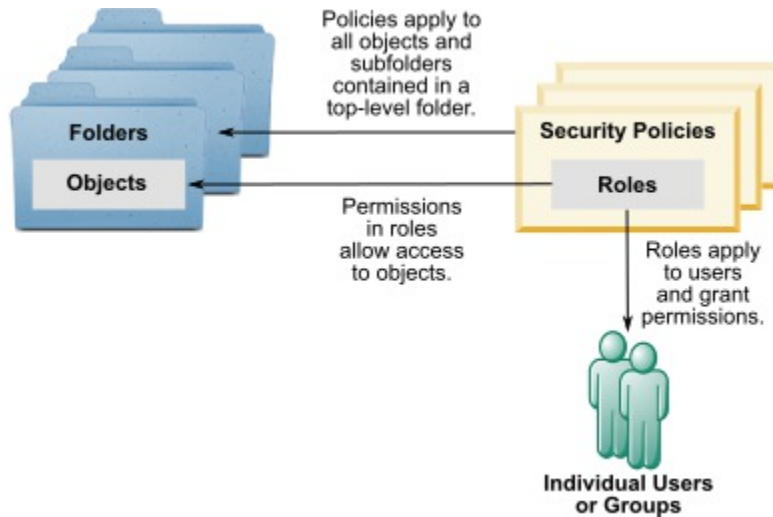 Policies apply to
all objects and
subfolders
contained in a
top-level folder.
Folders
Security Policies
Objects
Roles
Permissions
in roles
allow access
to objects.
Roles apply
to users
and grant
permissions.
Individual Users
or Groups